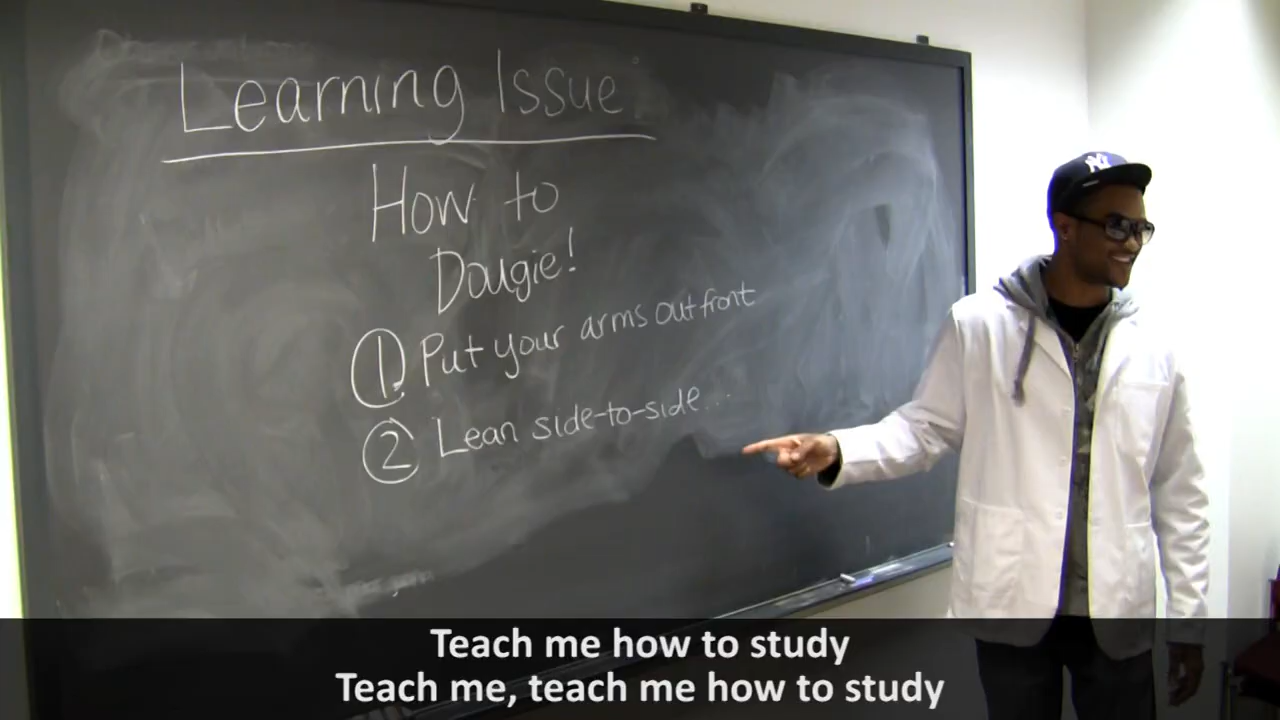 Learning Issue:
How to
Dougie!
1. Put your arms out front
2 Lean side-to-side...
NY
Teach me how to study
Teach me, teach me how to study